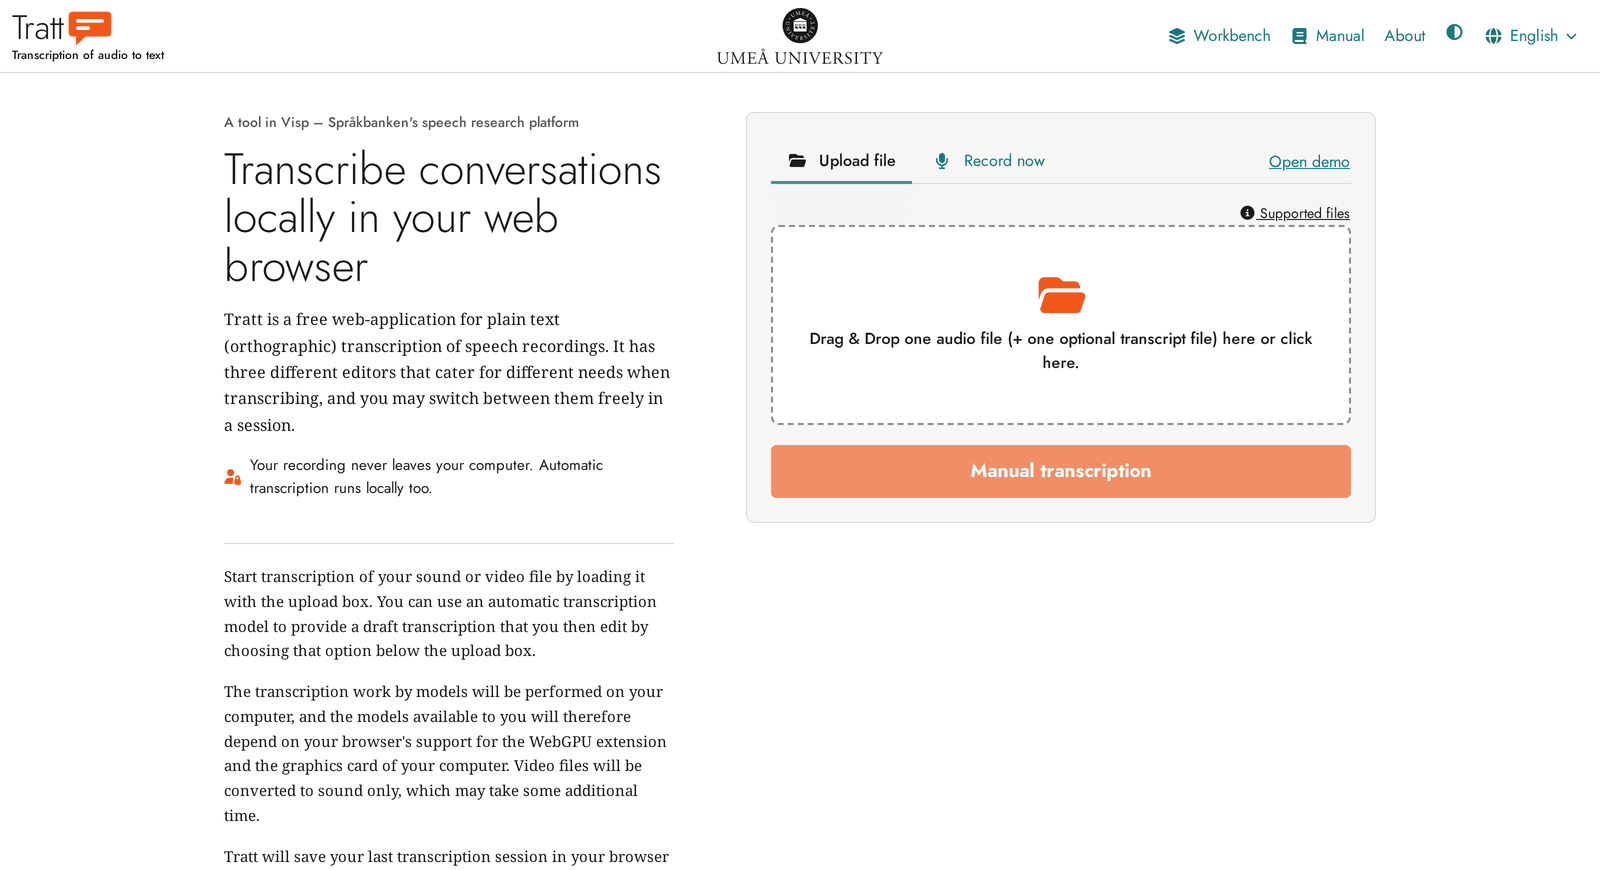 Tratt
Transcription of audio to text
UMEÅ UNIVERSITY
UMEÅ UNIVERSITY
Workbench
Manual
About
English
A tool in Visp – Språkbanken's speech research platform
Transcribe conversations
locally in your web
browser
Tratt is a free web-application for plain text
(orthographic) transcription of speech recordings. It has
three different editors that cater for different needs when
transcribing, and you may switch between them freely in
a session.
Your recording never leaves your computer. Automatic
transcription runs locally too.
Start transcription of your sound or video file by loading it
with the upload box. You can use an automatic transcription
model to provide a draft transcription that you then edit by
choosing that option below the upload box.
The transcription work by models will be performed on your
computer, and the models available to you will therefore
depend on your browser's support for the WebGPU extension
and the graphics card of your computer. Video files will be
converted to sound only, which may take some additional
time.
Tratt will save your last transcription session in your browser
Upload file
Record now
Open demo
Supported files
Drag & Drop one audio file (+ one optional transcript file) here or click
here.
Manual transcription